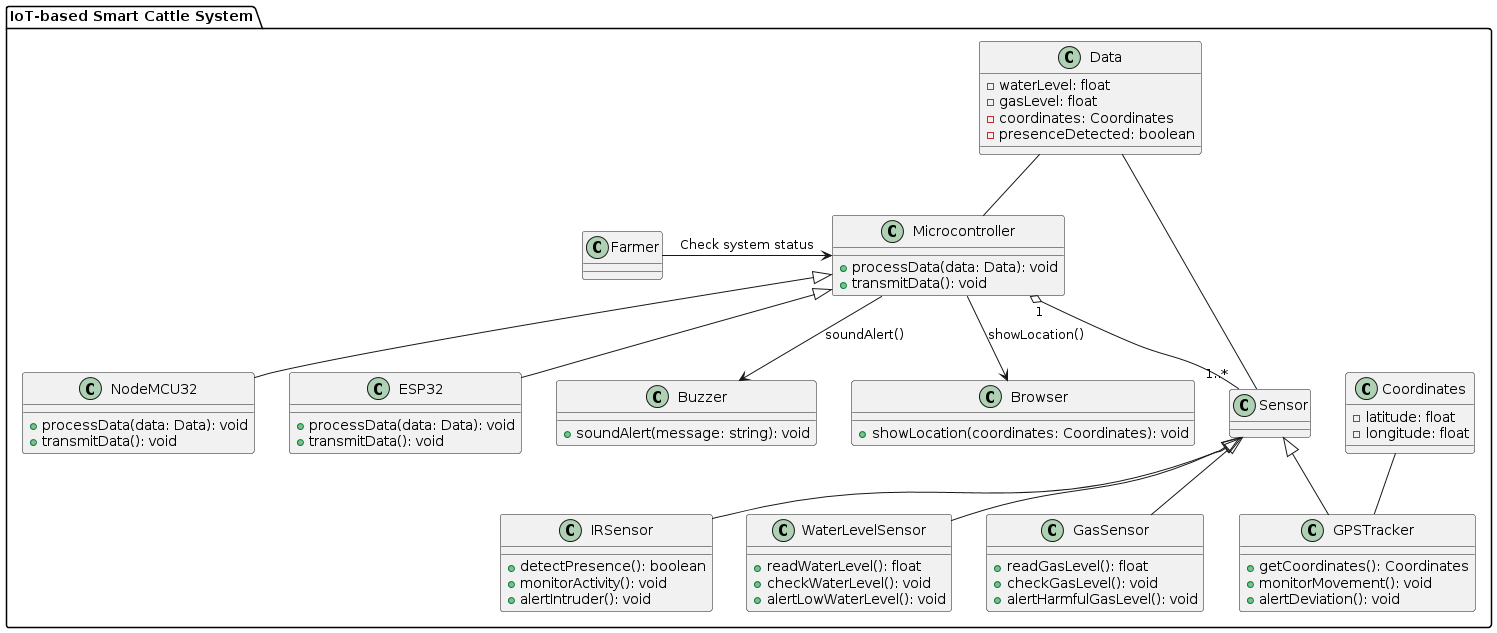 IoT-based Smart Cattle System
C Data
waterLevel: float
gasLevel: float
coordinates: Coordinates
presenceDetected: boolean
C Farmer
Check system status
C Microcontroller
processData(data: Data): void
transmitData(): void
1
soundAlert()
showLocation()
1..*
C NodeMCU32
processData(data: Data): void
transmitData(): void
C ESP32
processData(data: Data): void
transmitData(): void
C Buzzer
soundAlert(message: string): void
C Browser
showLocation(coordinates: Coordinates): void
C Sensor
C Coordinates
latitude: float
longitude: float
C IRSensor
detectPresence(): boolean
monitorActivity(): void
alertIntruder(): void
C WaterLevelSensor
readWaterLevel(): float
checkWaterLevel(): void
alertLowWaterLevel(): void
C GasSensor
readGasLevel(): float
checkGasLevel(): void
alertHarmfulGasLevel(): void
C GPSTracker
getCoordinates(): Coordinates
monitorMovement(): void
alertDeviation(): void